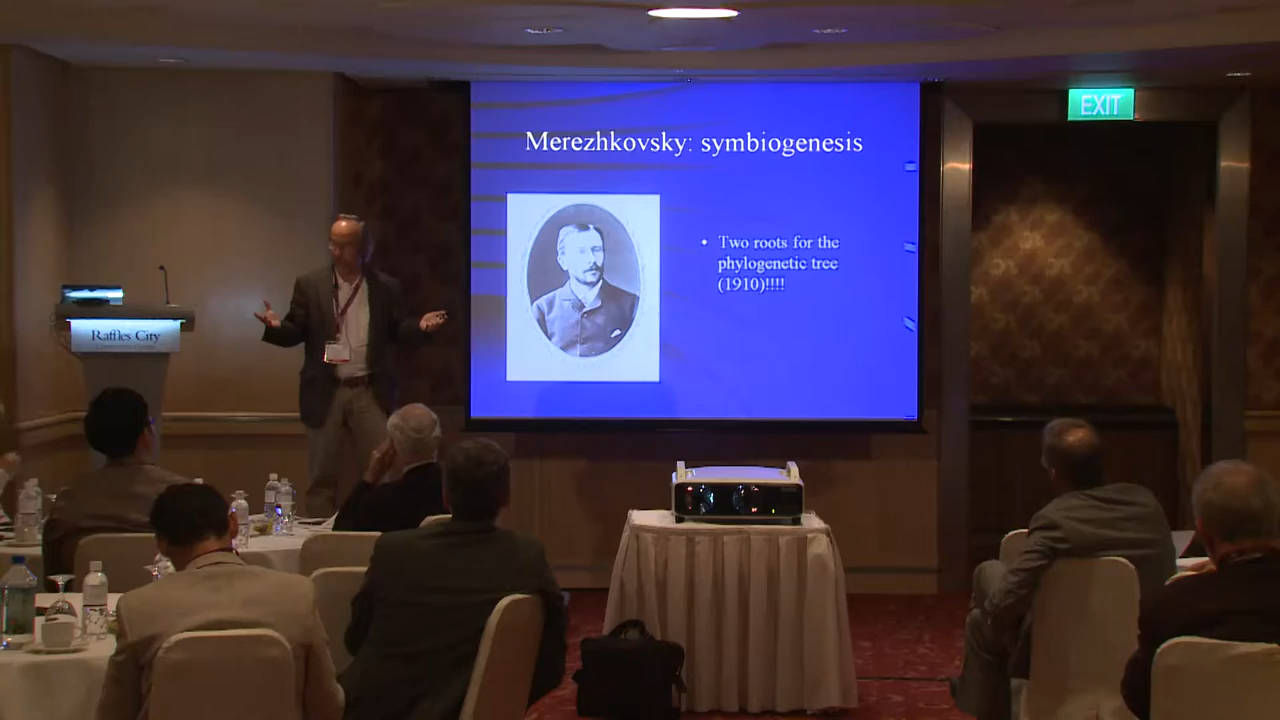 EXIT
Merezhkovsky: symbiogenesis
• Two roots for the
phylogenetic tree
(1910)!!!!
Raffles City